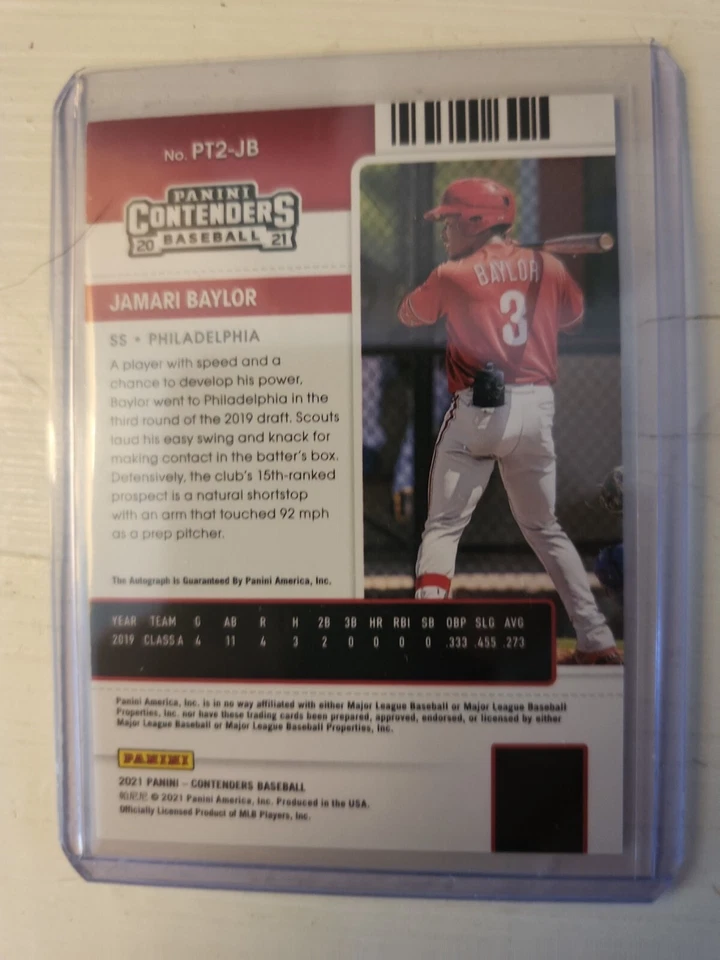 No. PT2-JB
PANINI
CONTENDERS
20 BASEBALL 21
JAMARI BAYLOR
SS • PHILADELPHIA
A player with speed and a
chance to develop his power,
Baylor went to Philadelphia in the
third round of the 2019 draft. Scouts
laud his easy swing and knack for
making contact in the batter's box.
Defensively, the club's 15th-ranked
prospect is a natural shortstop
with an arm that touched 92 mph
as a prep pitcher.
The Autograph is Guaranteed By Panini America, Inc.
BAYLOR
3
YEAR TEAM G AB R H 2B 3B HR RBI SB OBP SLG AVG
2019 CLASS A 4 11 4 3 2 0 0 0 0 .333 .455 .273
Panini America, Inc. is in no way affiliated with either Major League Baseball or Major League Baseball
Properties, Inc. nor have these trading cards been prepared, approved, endorsed, or licensed by either
Major League Baseball or Major League Baseball Properties, Inc.
PANINI
2021 PANINI – CONTENDERS BASEBALL
© 2021 Panini America, Inc. Produced in the USA.
Officially Licensed Product of MLB Players, Inc.